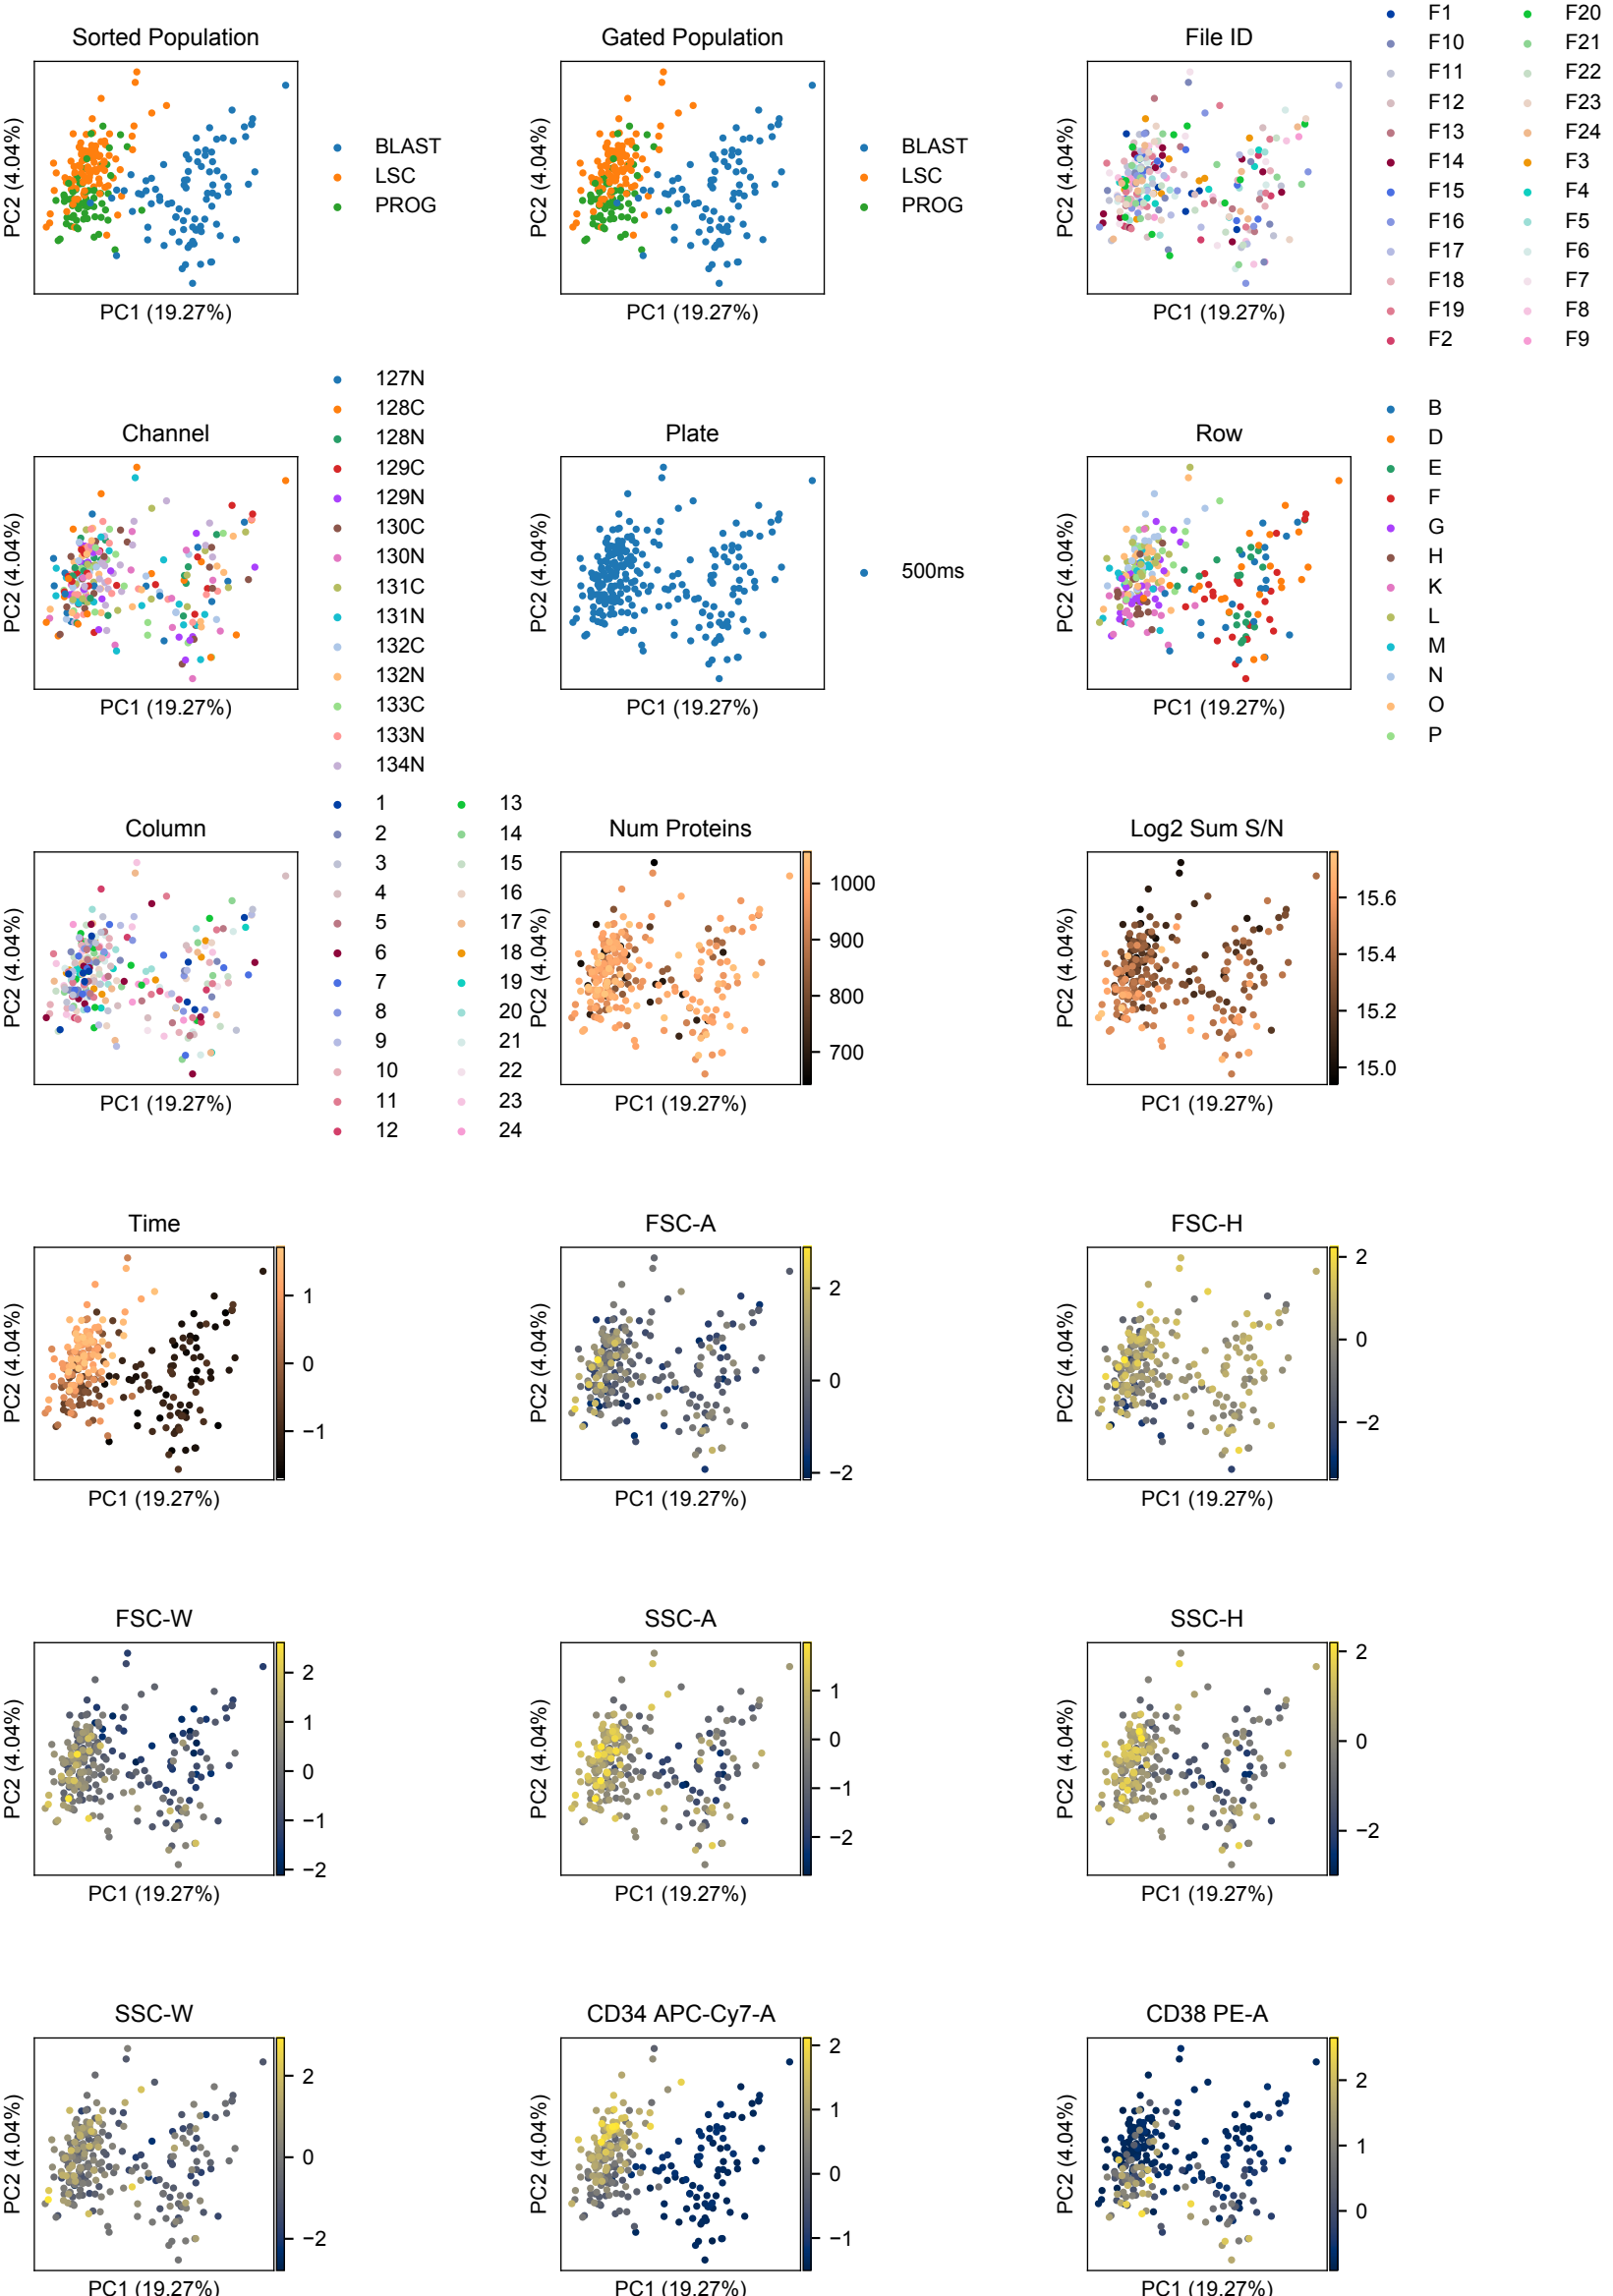 Sorted Population
PC2 (4.04%)
PC1 (19.27%)
BLAST
LSC
PROG
Gated Population
PC2 (4.04%)
PC1 (19.27%)
BLAST
LSC
PROG
File ID
PC2 (4.04%)
PC1 (19.27%)
F1
F10
F11
F12
F13
F14
F15
F16
F17
F18
F19
F2
F20
F21
F22
F23
F24
F3
F4
F5
F6
F7
F8
F9
Channel
PC2 (4.04%)
PC1 (19.27%)
127N
128C
128N
129C
129N
130C
130N
131C
131N
132C
132N
133C
133N
134N
Plate
PC2 (4.04%)
PC1 (19.27%)
500ms
Row
PC2 (4.04%)
PC1 (19.27%)
B
D
E
F
G
H
K
L
M
N
O
P
Column
PC2 (4.04%)
PC1 (19.27%)
1
2
3
4
5
6
7
8
9
10
11
12
13
14
15
16
17
18
19
20
21
22
23
24
Num Proteins
PC2 (4.04%)
PC1 (19.27%)
1000
900
800
700
Log2 Sum S/N
PC2 (4.04%)
PC1 (19.27%)
15.6
15.4
15.2
15.0
Time
PC2 (4.04%)
PC1 (19.27%)
1
0
−1
FSC-A
PC2 (4.04%)
PC1 (19.27%)
2
0
−2
FSC-H
PC2 (4.04%)
PC1 (19.27%)
2
0
−2
FSC-W
PC2 (4.04%)
PC1 (19.27%)
2
1
0
−1
−2
SSC-A
PC2 (4.04%)
PC1 (19.27%)
1
0
−1
−2
SSC-H
PC2 (4.04%)
PC1 (19.27%)
2
0
−2
SSC-W
PC2 (4.04%)
PC1 (19.27%)
2
0
−2
CD34 APC-Cy7-A
PC2 (4.04%)
PC1 (19.27%)
2
1
0
−1
CD38 PE-A
PC2 (4.04%)
PC1 (19.27%)
2
1
0